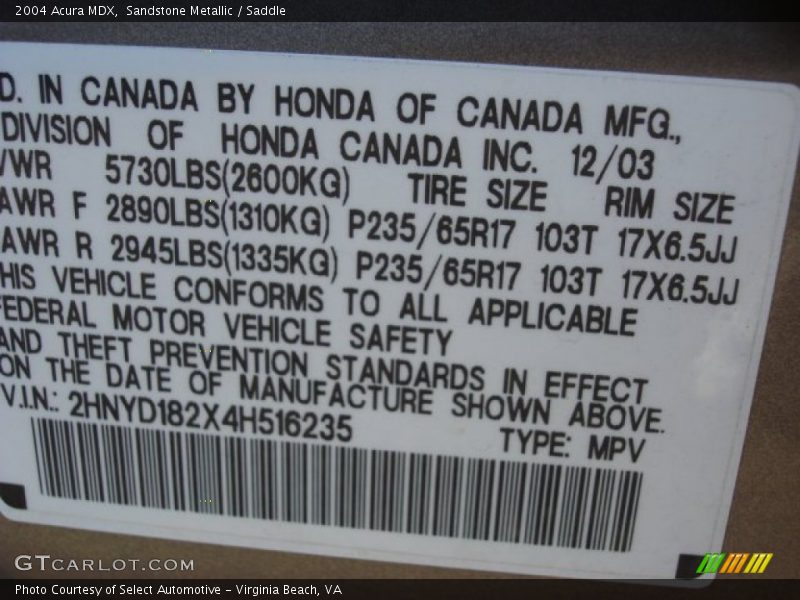 2004 Acura MDX,  Sandstone Metallic / Saddle
D. IN CANADA BY HONDA OF CANADA MFG.,
DIVISION OF HONDA CANADA INC. 12/03
VWR 5730LBS(2600KG) TIRE SIZE RIM SIZE
AWR F 2890LBS(1310KG) P235/65R17 103T 17X6.5JJ
AWR R 2945LBS(1335KG) P235/65R17 103T 17X6.5JJ
HIS VEHICLE CONFORMS TO ALL APPLICABLE
FEDERAL MOTOR VEHICLE SAFETY
AND THEFT PREVENTION STANDARDS IN EFFECT
ON THE DATE OF MANUFACTURE SHOWN ABOVE.
V.I.N.: 2HNYD182X4H516235 TYPE: MPV
GTCARLOT.COM
Photo Courtesy of Select Automotive - Virginia Beach, VA